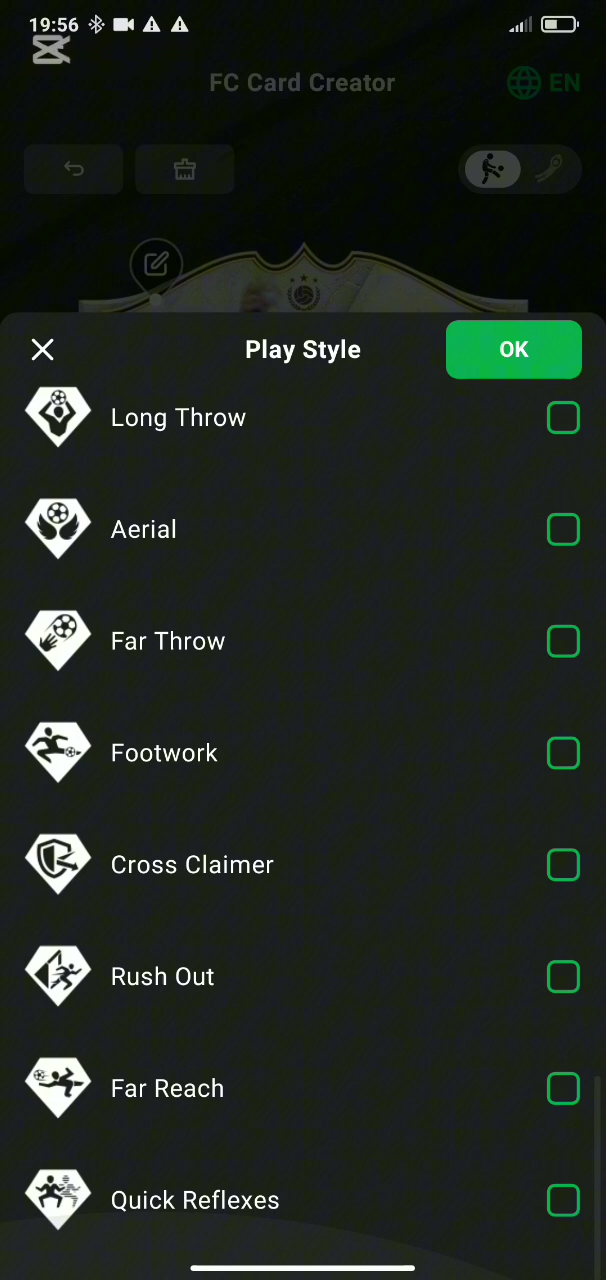 19:56
FC Card Creator
EN
Play Style
OK
Long Throw
Aerial
Far Throw
Footwork
Cross Claimer
Rush Out
Far Reach
Quick Reflexes